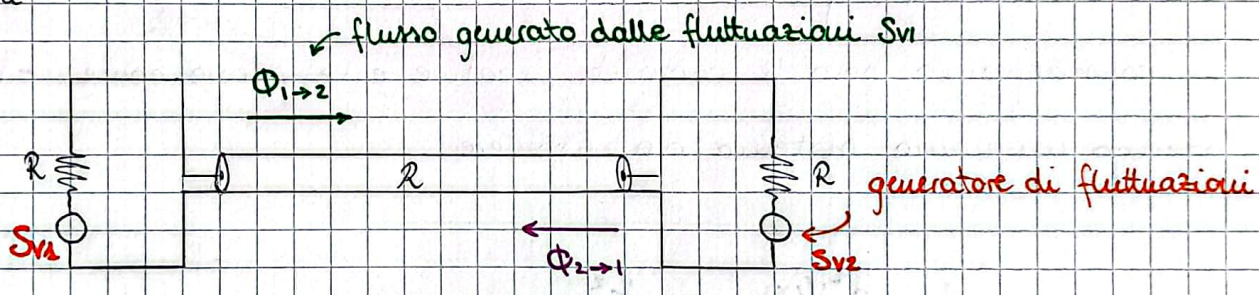 flusso generato dalle fluttuazioni Sv1
Φ1→2
R
R
R
generatore di fluttuazioni
Sv1
Φ2→1
Sv2